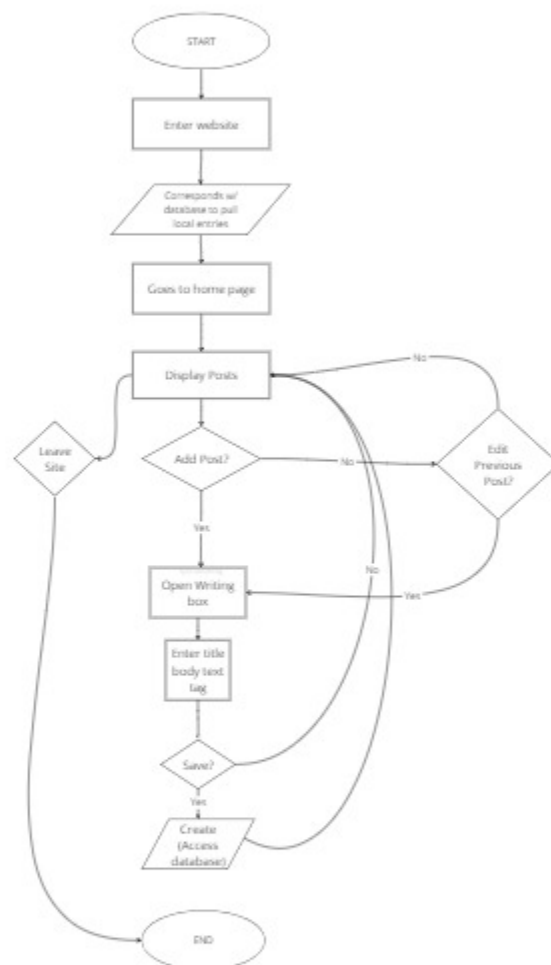 START
Enter website
Corresponds w/
database to pull
local entries
Goes to home page
Display Posts
No
Leave
Site
Add Post?
No
Edit
Previous
Post?
Yes
No
Open Writing
box
Yes
Enter title
body text
tag
Save?
Yes
Create
(Access
database)
END